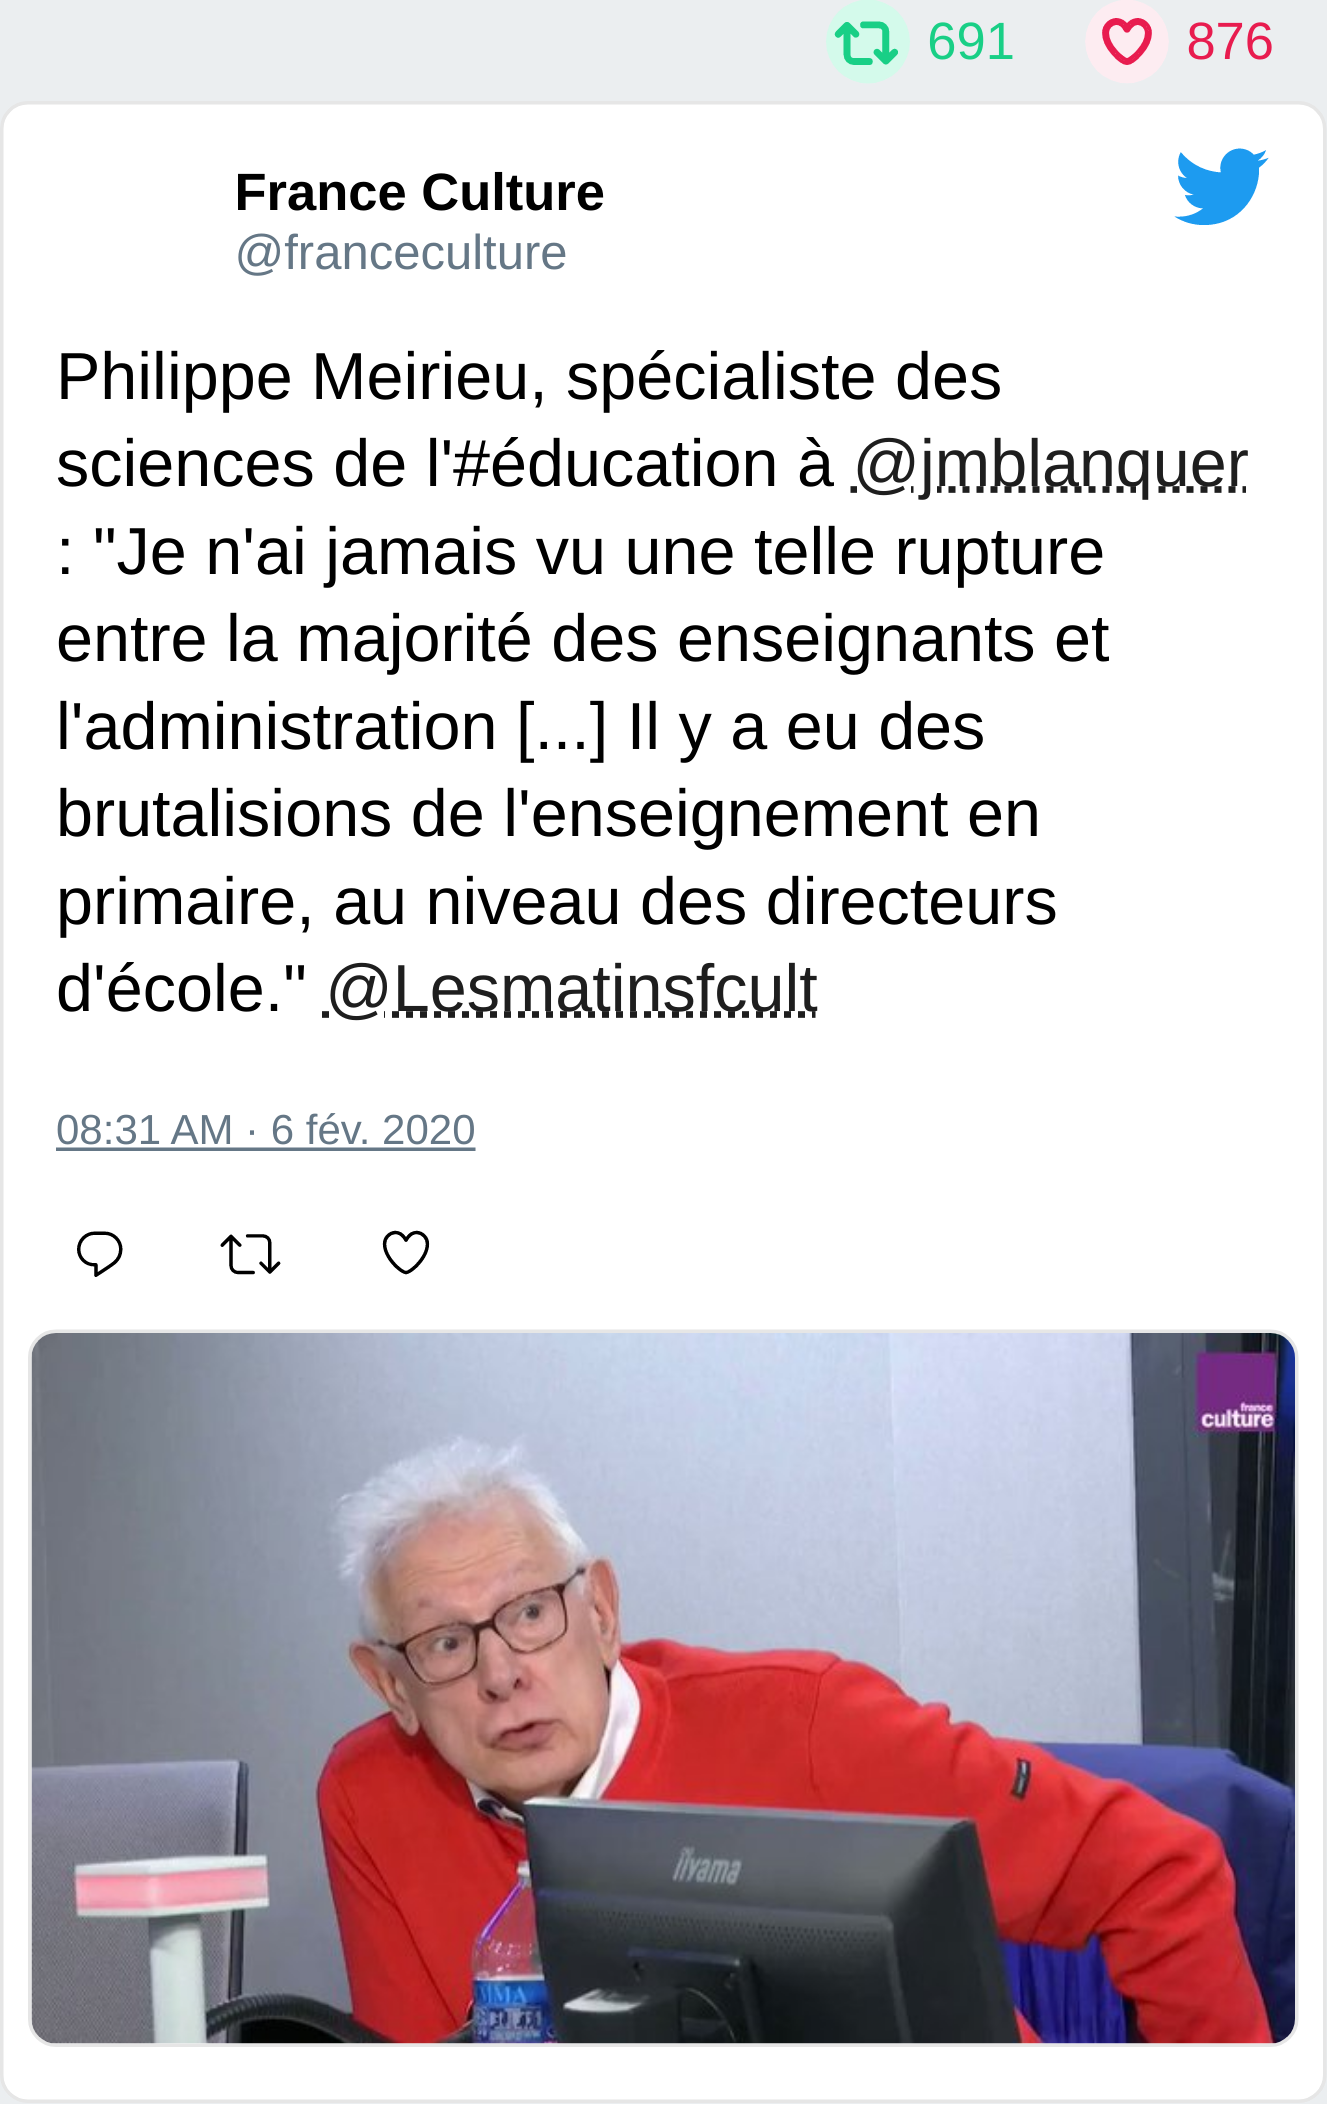 691 876
France Culture
@franceculture
Philippe Meirieu, spécialiste des
sciences de l'#éducation à @jmblanquer
: "Je n'ai jamais vu une telle rupture
entre la majorité des enseignants et
l'administration [...] Il y a eu des
brutalisions de l'enseignement en
primaire, au niveau des directeurs
d'école." @Lesmatinsfcult
08:31 AM · 6 fév. 2020
france
culture
iiyama